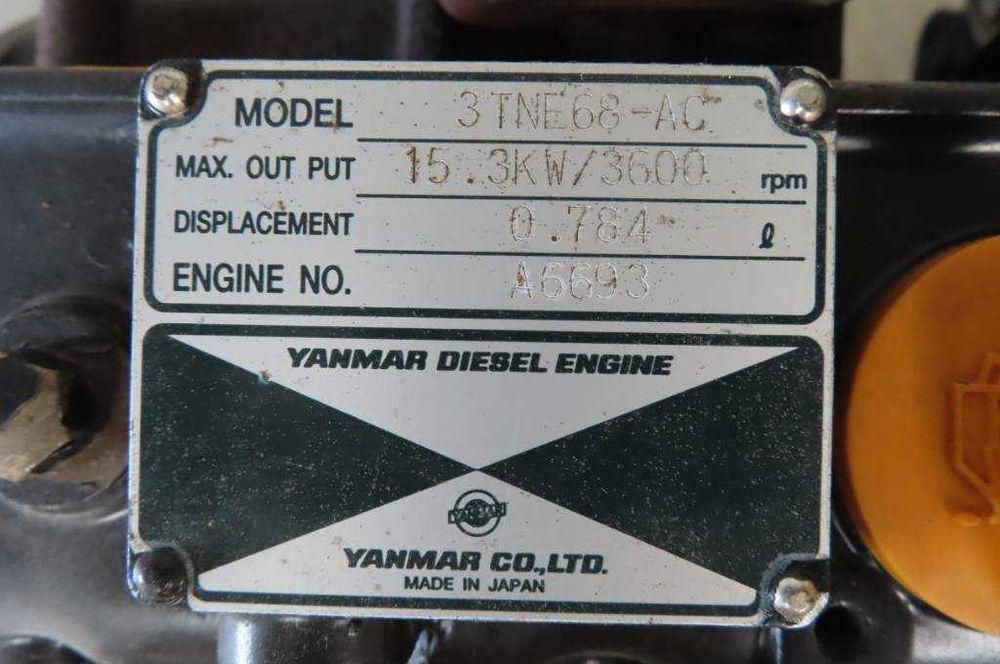 MODEL 3TNE68-AC
MAX. OUT PUT 15.3KW/3600 rpm
DISPLACEMENT 0.784 ℓ
ENGINE NO. A6693
YANMAR DIESEL ENGINE
YANMAR
YANMAR CO.,LTD.
MADE IN JAPAN